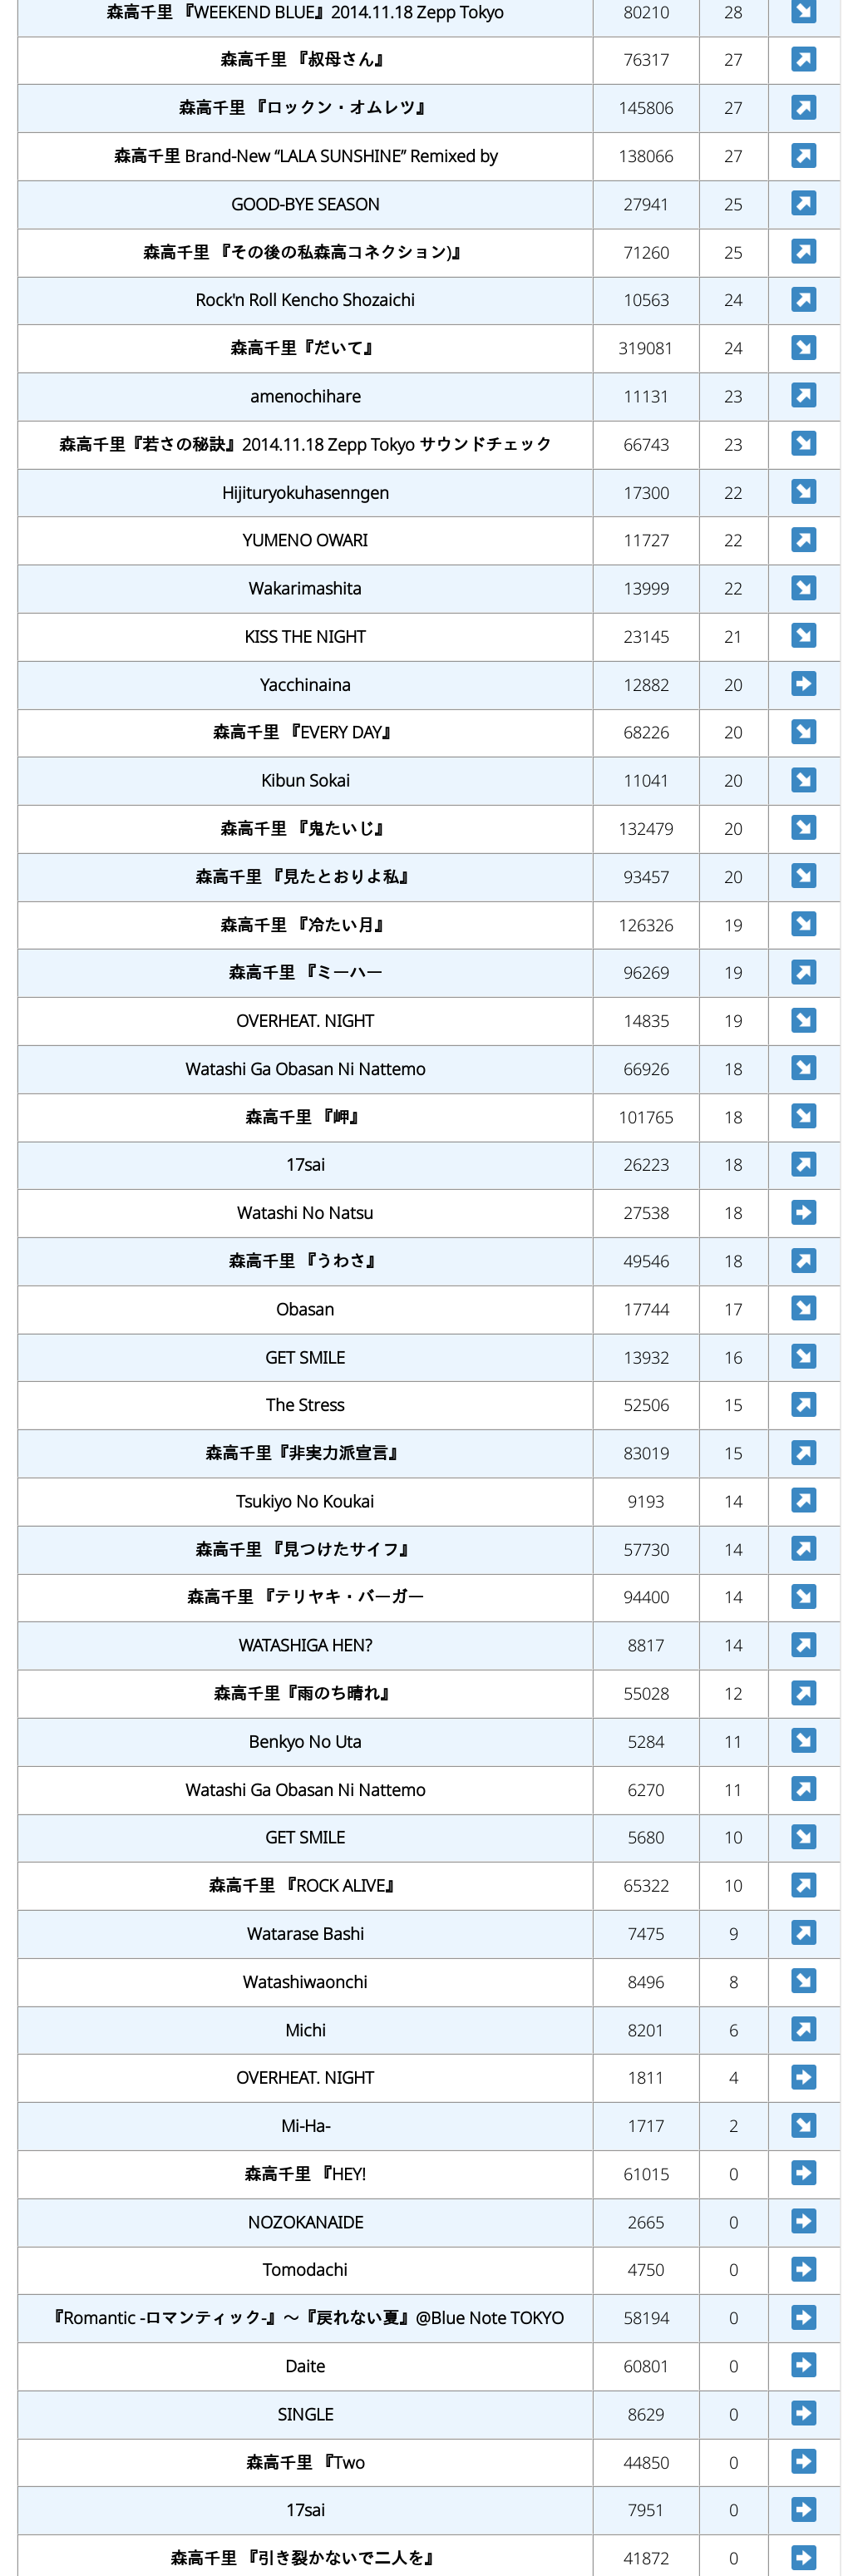 森高千里 『WEEKEND BLUE』2014.11.18 Zepp Tokyo 80210 28
森高千里 『叔母さん』 76317 27
森高千里 『ロックン・オムレツ』 145806 27
森高千里 Brand-New “LALA SUNSHINE” Remixed by 138066 27
GOOD-BYE SEASON 27941 25
森高千里 『その後の私森高コネクション)』 71260 25
Rock'n Roll Kencho Shozaichi 10563 24
森高千里『だいて』 319081 24
amenochihare 11131 23
森高千里『若さの秘訣』2014.11.18 Zepp Tokyo サウンドチェック 66743 23
Hijituryokuhasenngen 17300 22
YUMENO OWARI 11727 22
Wakarimashita 13999 22
KISS THE NIGHT 23145 21
Yacchinaina 12882 20
森高千里 『EVERY DAY』 68226 20
Kibun Sokai 11041 20
森高千里 『鬼たいじ』 132479 20
森高千里 『見たとおりよ私』 93457 20
森高千里 『冷たい月』 126326 19
森高千里 『ミーハー 96269 19
OVERHEAT. NIGHT 14835 19
Watashi Ga Obasan Ni Nattemo 66926 18
森高千里 『岬』 101765 18
17sai 26223 18
Watashi No Natsu 27538 18
森高千里 『うわさ』 49546 18
Obasan 17744 17
GET SMILE 13932 16
The Stress 52506 15
森高千里『非実力派宣言』 83019 15
Tsukiyo No Koukai 9193 14
森高千里 『見つけたサイフ』 57730 14
森高千里 『テリヤキ・バーガー 94400 14
WATASHIGA HEN? 8817 14
森高千里『雨のち晴れ』 55028 12
Benkyo No Uta 5284 11
Watashi Ga Obasan Ni Nattemo 6270 11
GET SMILE 5680 10
森高千里 『ROCK ALIVE』 65322 10
Watarase Bashi 7475 9
Watashiwaonchi 8496 8
Michi 8201 6
OVERHEAT. NIGHT 1811 4
Mi-Ha- 1717 2
森高千里 『HEY! 61015 0
NOZOKANAIDE 2665 0
Tomodachi 4750 0
『Romantic -ロマンティック-』～『戻れない夏』@Blue Note TOKYO 58194 0
Daite 60801 0
SINGLE 8629 0
森高千里 『Two 44850 0
17sai 7951 0
森高千里 『引き裂かないで二人を』 41872 0